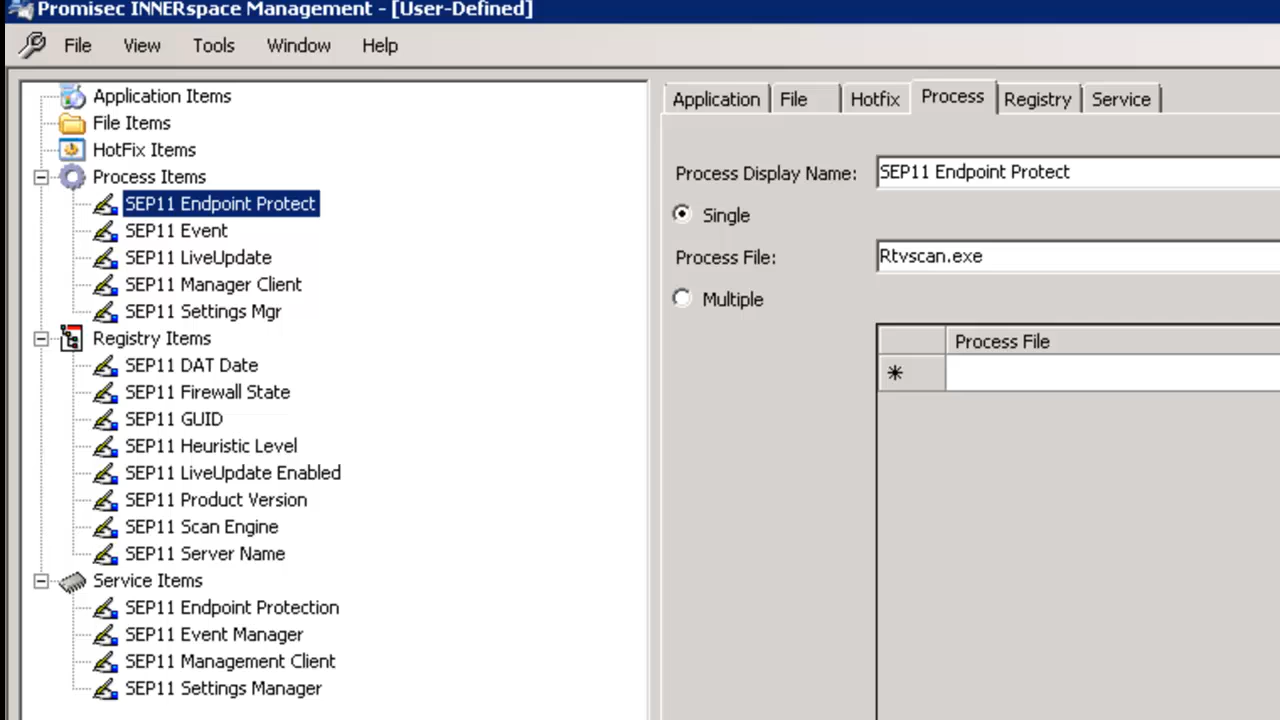 Promisec INNERspace Management - [User-Defined]
File View Tools Window Help
Application Items
File Items
HotFix Items
Process Items
SEP11 Endpoint Protect
SEP11 Event
SEP11 LiveUpdate
SEP11 Manager Client
SEP11 Settings Mgr
Registry Items
SEP11 DAT Date
SEP11 Firewall State
SEP11 GUID
SEP11 Heuristic Level
SEP11 LiveUpdate Enabled
SEP11 Product Version
SEP11 Scan Engine
SEP11 Server Name
Service Items
SEP11 Endpoint Protection
SEP11 Event Manager
SEP11 Management Client
SEP11 Settings Manager
Application File Hotfix Process Registry Service
Process Display Name: SEP11 Endpoint Protect
Single
Process File: Rtvscan.exe
Multiple
Process File